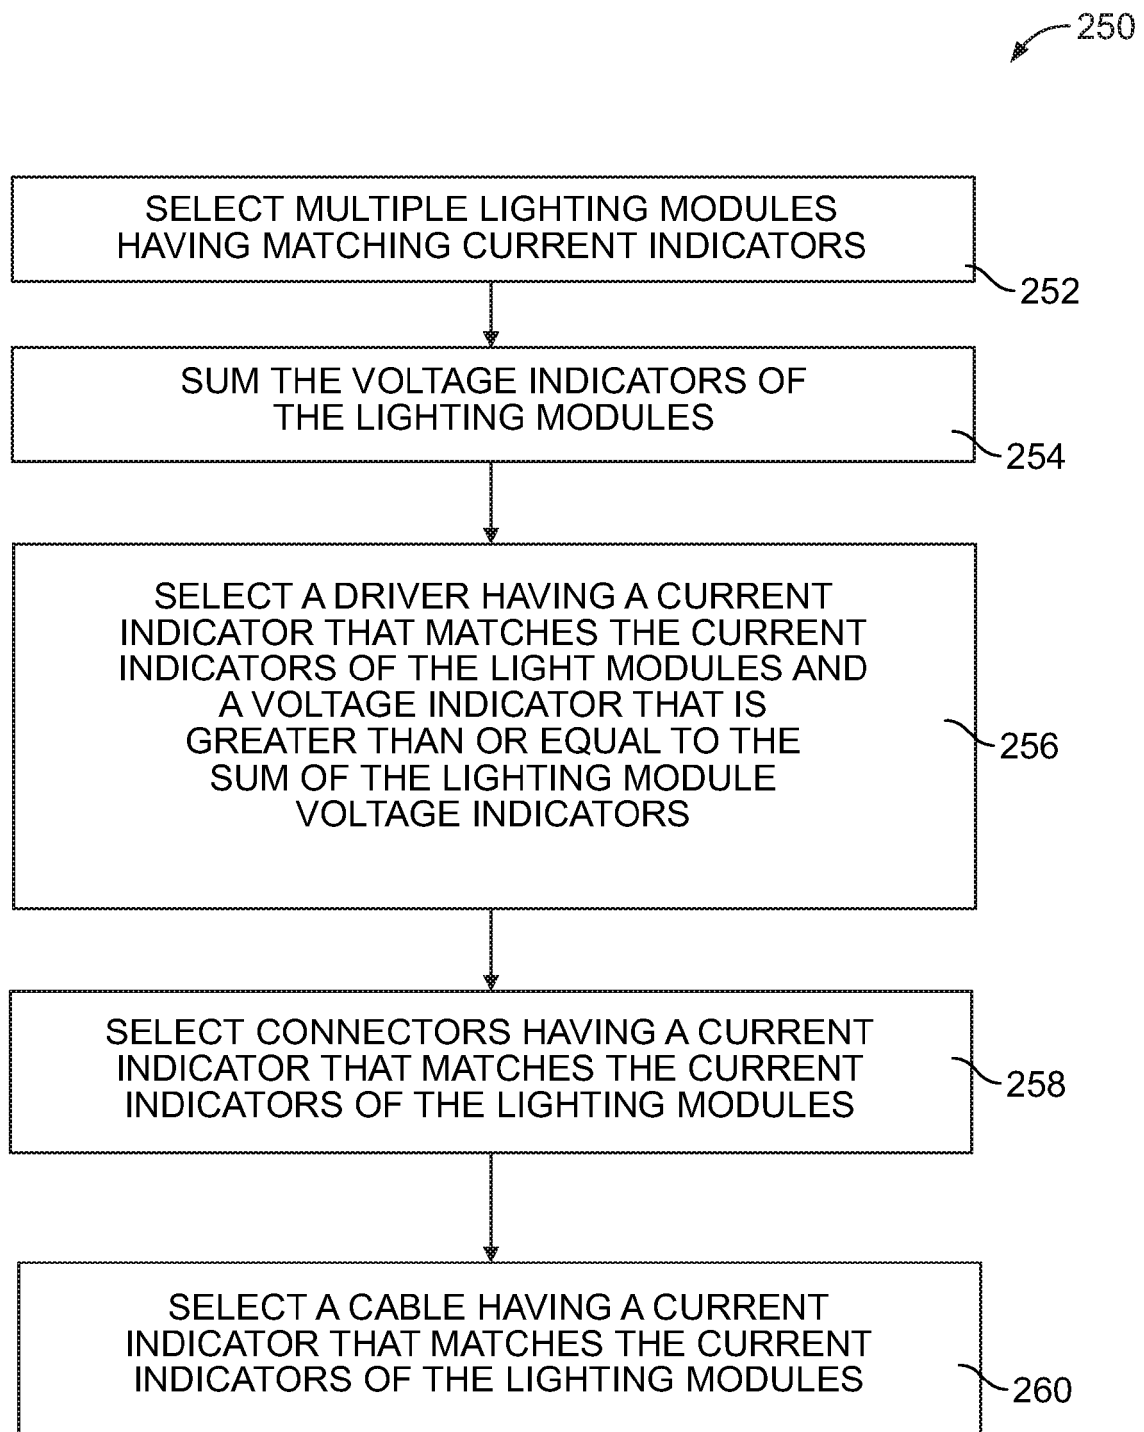 250
SELECT MULTIPLE LIGHTING MODULES
HAVING MATCHING CURRENT INDICATORS
252
SUM THE VOLTAGE INDICATORS OF
THE LIGHTING MODULES
254
SELECT A DRIVER HAVING A CURRENT
INDICATOR THAT MATCHES THE CURRENT
INDICATORS OF THE LIGHT MODULES AND
A VOLTAGE INDICATOR THAT IS
GREATER THAN OR EQUAL TO THE
SUM OF THE LIGHTING MODULE
VOLTAGE INDICATORS
256
SELECT CONNECTORS HAVING A CURRENT
INDICATOR THAT MATCHES THE CURRENT
INDICATORS OF THE LIGHTING MODULES
258
SELECT A CABLE HAVING A CURRENT
INDICATOR THAT MATCHES THE CURRENT
INDICATORS OF THE LIGHTING MODULES
260